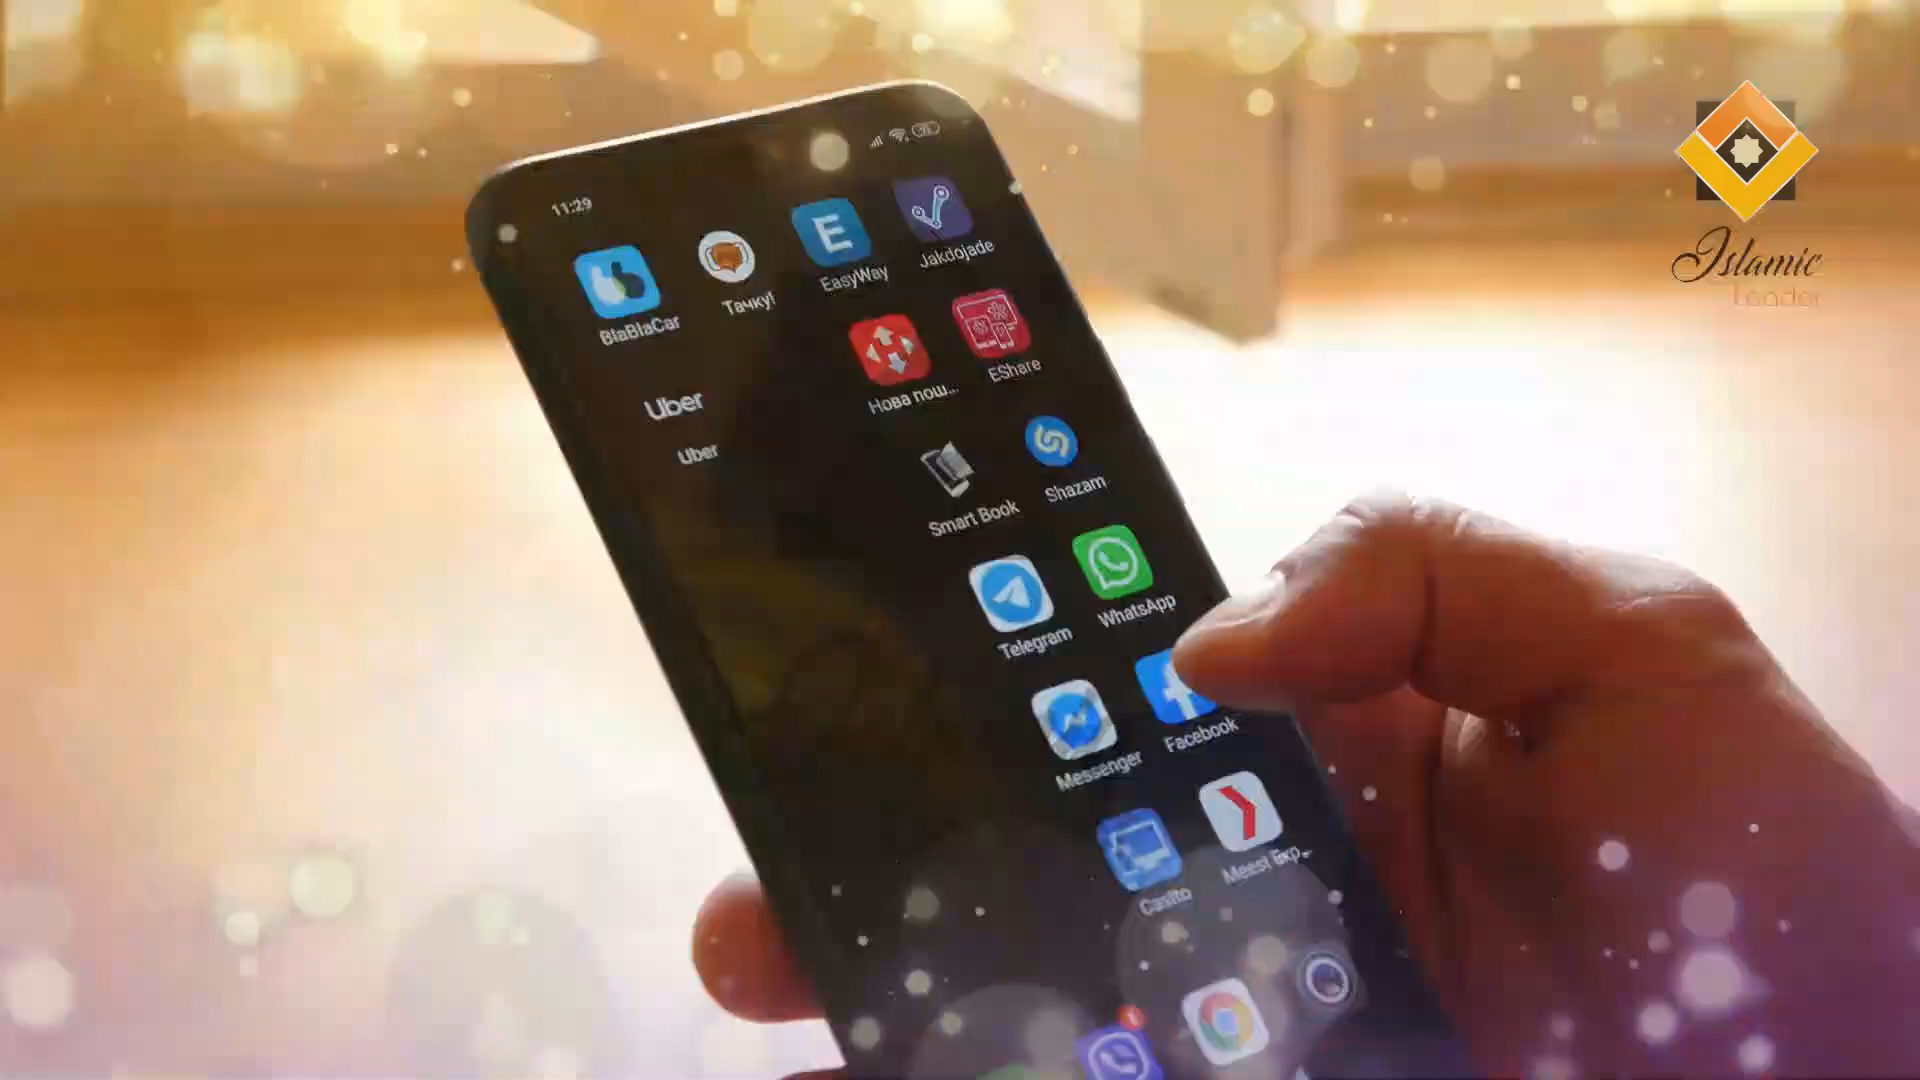 11:29
BlaBlaCar
Тачку!
EasyWay
Jakdojade
Нова пош...
EShare
Uber
Uber
Smart Book
Shazam
Telegram
WhatsApp
Messenger
Facebook
Casito
Meest Екр...
Islamic
Leader